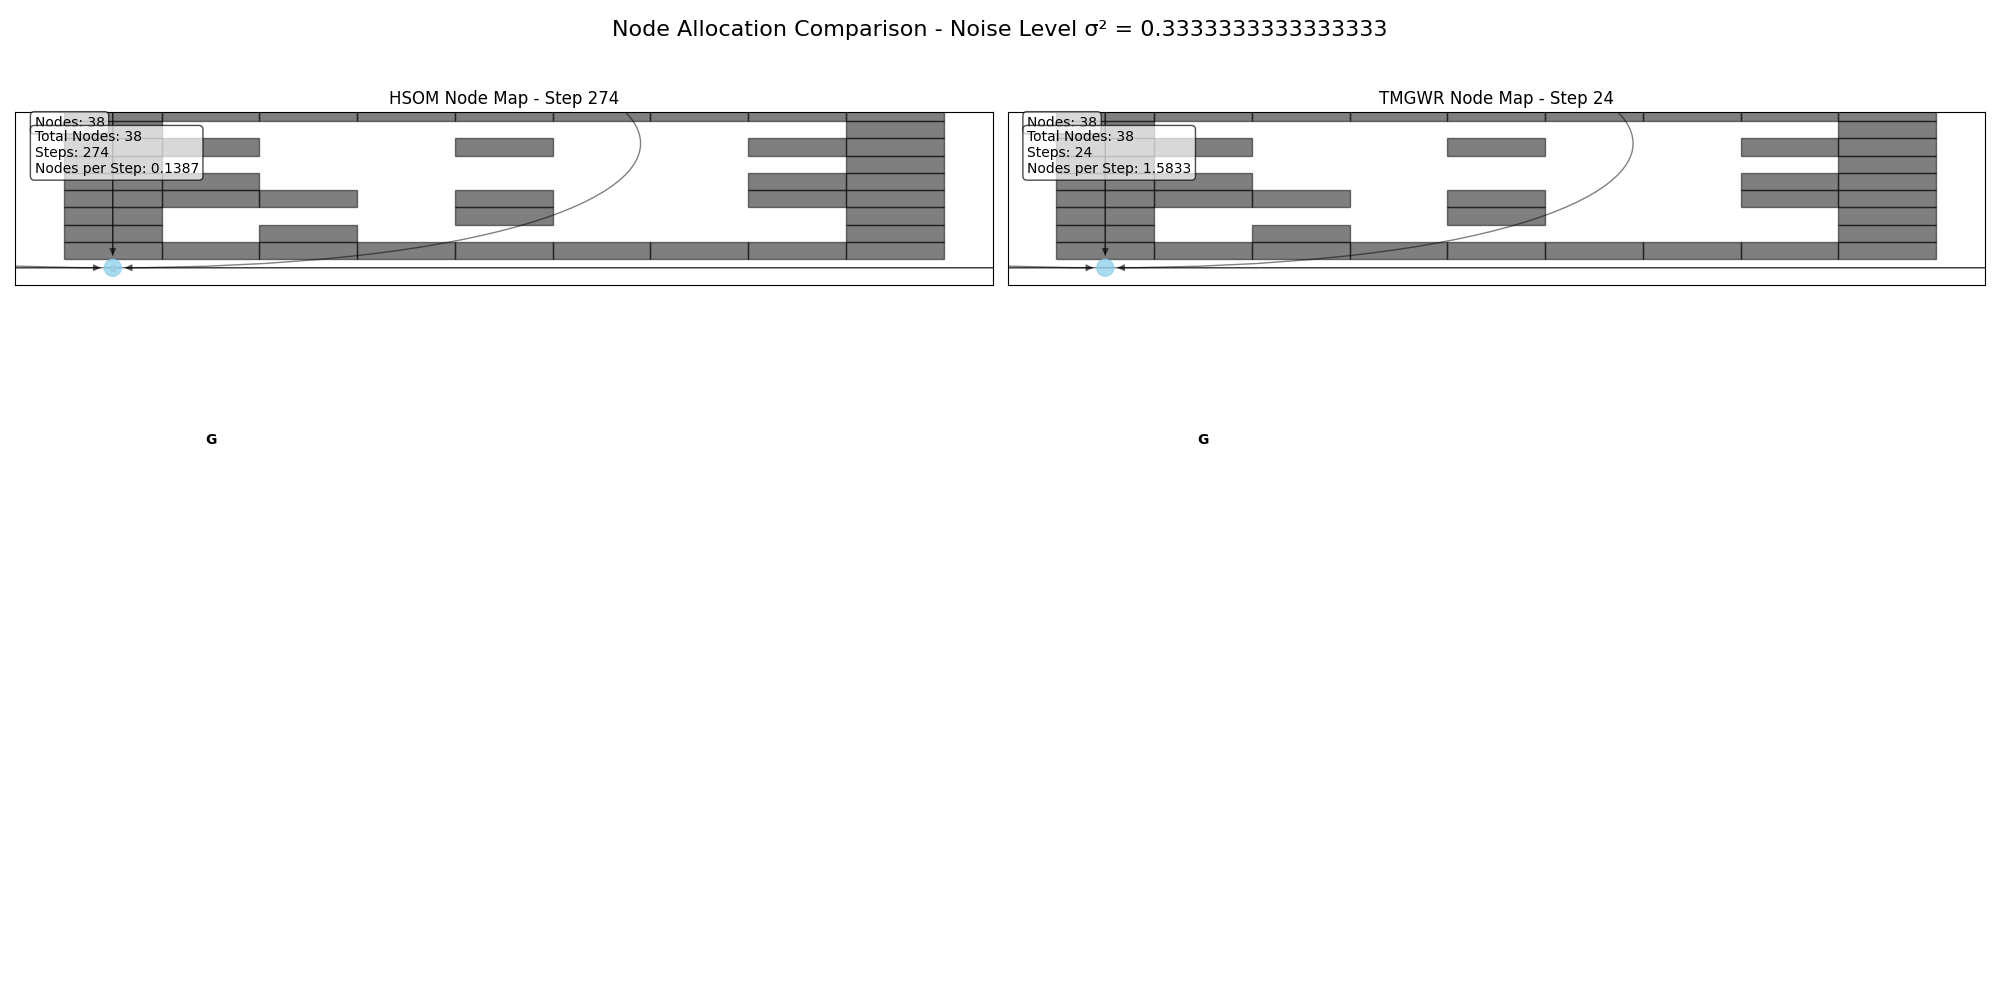 Node Allocation Comparison - Noise Level σ² = 0.3333333333333333
HSOM Node Map - Step 274
Nodes: 38
Total Nodes: 38
Steps: 274
Nodes per Step: 0.1387
G
TMGWR Node Map - Step 24
Nodes: 38
Total Nodes: 38
Steps: 24
Nodes per Step: 1.5833
G